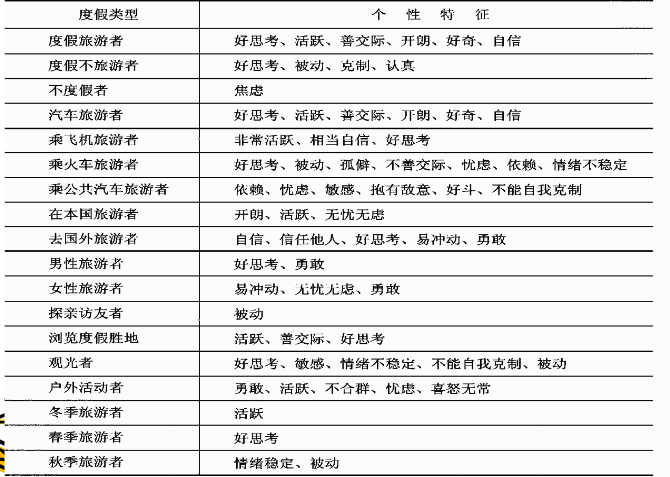 度假类型 个性特征
度假旅游者 好思考、活跃、善交际、开朗、好奇、自信
度假不旅游者 好思考、被动、克制、认真
不度假者 焦虑
汽车旅游者 好思考、活跃、善交际、开朗、好奇、自信
乘飞机旅游者 非常活跃、相当自信、好思考
乘火车旅游者 好思考、被动、孤僻、不善交际、忧虑、依赖、情绪不稳定
乘公共汽车旅游者 依赖、忧虑、敏感、抱有敌意、好斗、不能自我克制
在本国旅游者 开朗、活跃、无忧无虑
去国外旅游者 自信、信任他人、好思考、易冲动、勇敢
男性旅游者 好思考、勇敢
女性旅游者 易冲动、无忧无虑、勇敢
探亲访友者 被动
浏览度假胜地 活跃、善交际、好思考
观光者 好思考、敏感、情绪不稳定、不能自我克制、被动
户外活动者 勇敢、活跃、不合群、忧虑、喜怒无常
冬季旅游者 活跃
春季旅游者 好思考
秋季旅游者 情绪稳定、被动